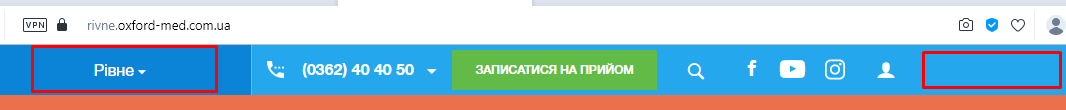 VPN rivne.oxford-med.com.ua
Рівне (0362) 40 40 50 ЗАПИСАТИСЯ НА ПРИЙОМ